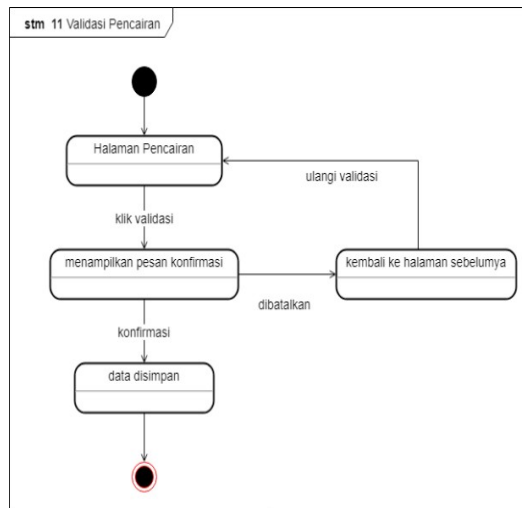 stm 11 Validasi Pencairan
Halaman Pencairan
ulangi validasi
klik validasi
menampilkan pesan konfirmasi
kembali ke halaman sebelumya
dibatalkan
konfirmasi
data disimpan